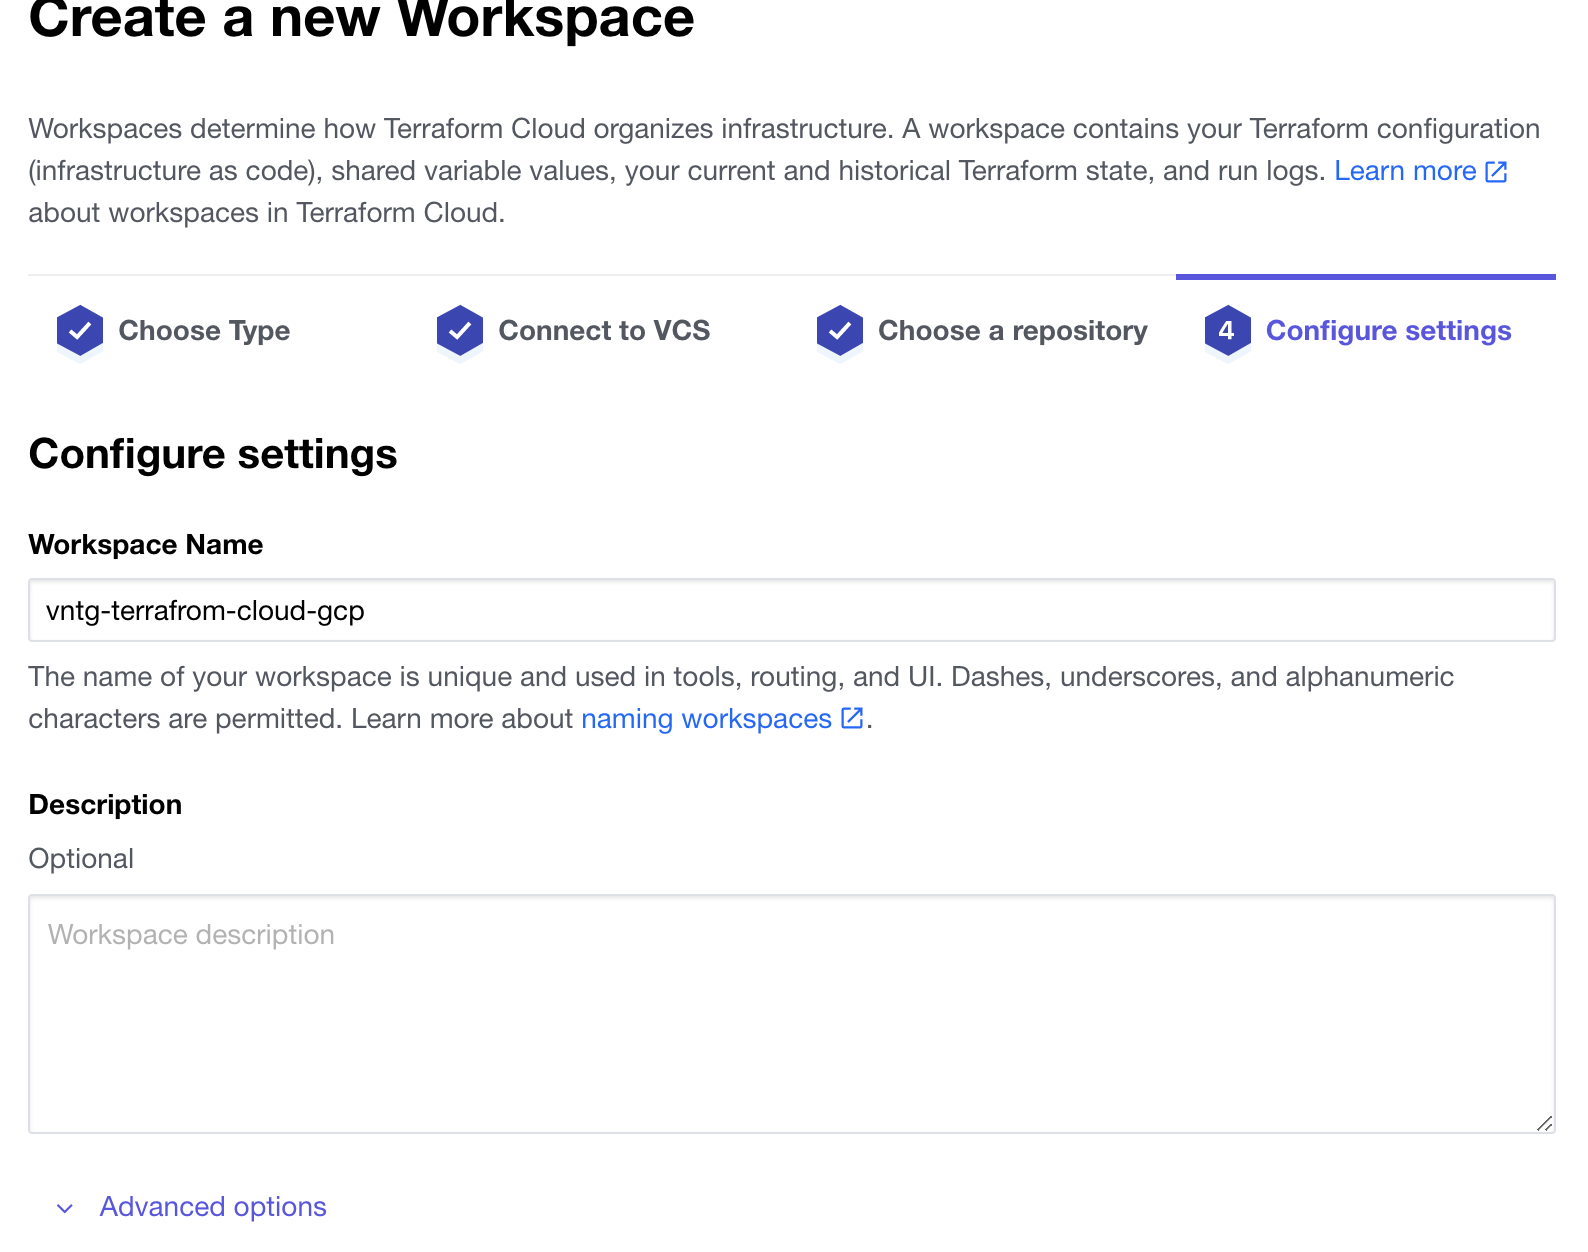 Create a new Workspace
Workspaces determine how Terraform Cloud organizes infrastructure. A workspace contains your Terraform configuration
(infrastructure as code), shared variable values, your current and historical Terraform state, and run logs. Learn more
about workspaces in Terraform Cloud.
Choose Type
Connect to VCS
Choose a repository
4 Configure settings
Configure settings
Workspace Name
vntg-terrafrom-cloud-gcp
The name of your workspace is unique and used in tools, routing, and UI. Dashes, underscores, and alphanumeric
characters are permitted. Learn more about naming workspaces .
Description
Optional
Workspace description
Advanced options